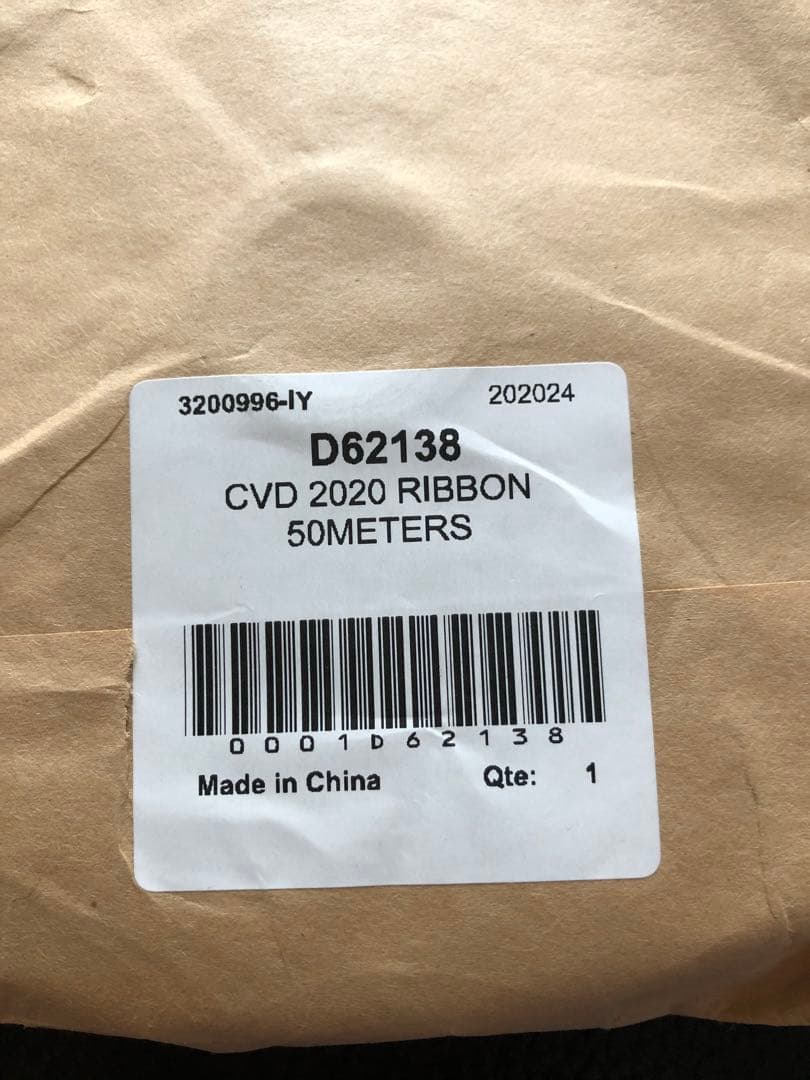 3200996-IY 202024
D62138
CVD 2020 RIBBON
50METERS
0001D62138
Made in China Qte: 1